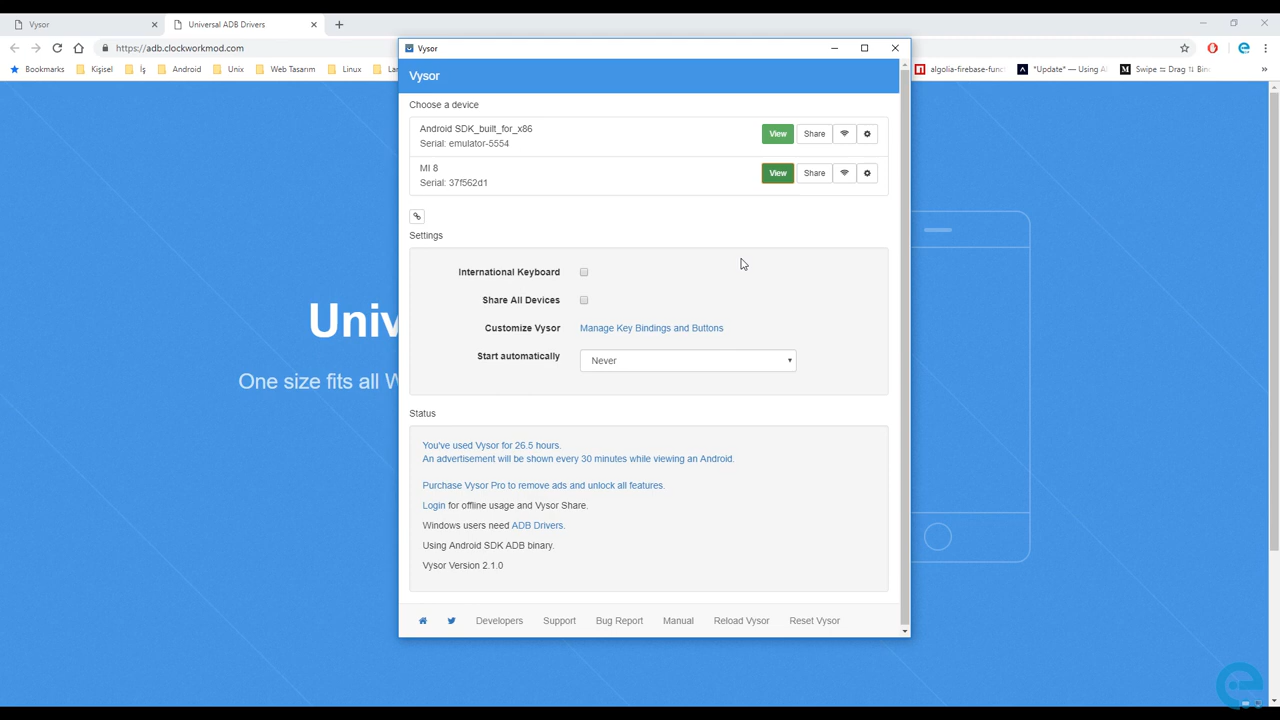 Vysor
Universal ADB Drivers
https://adb.clockworkmod.com
Bookmarks
Kişisel
İş
Android
Unix
Web Tasarım
Linux
algolia-firebase-func
*Update* — Using A
Swipe ⇆ Drag ⇅ Bin
Vysor
Vysor
Choose a device
Android SDK_built_for_x86
Serial: emulator-5554
View Share
MI 8
Serial: 37f562d1
View Share
Settings
International Keyboard
Share All Devices
Customize Vysor Manage Key Bindings and Buttons
Start automatically Never
Status
You've used Vysor for 26.5 hours.
An advertisement will be shown every 30 minutes while viewing an Android.
Purchase Vysor Pro to remove ads and unlock all features.
Login for offline usage and Vysor Share.
Windows users need ADB Drivers.
Using Android SDK ADB binary.
Vysor Version 2.1.0
Developers Support Bug Report Manual Reload Vysor Reset Vysor
Univ
One size fits all W